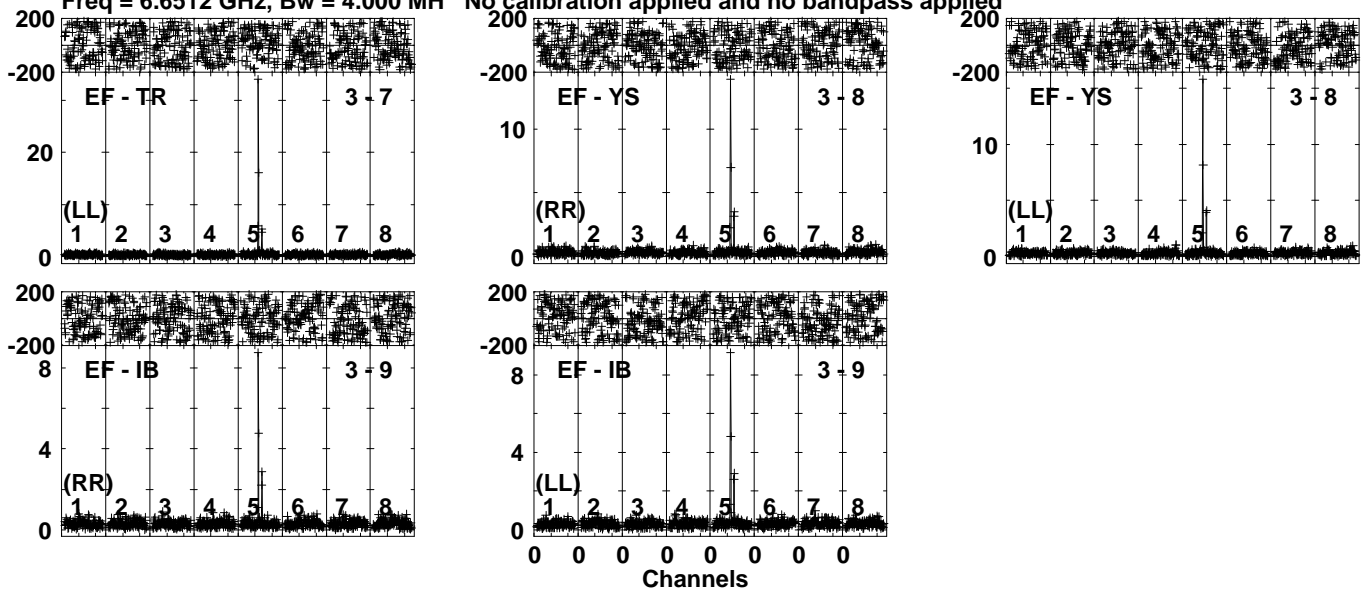 Freq = 6.6512 GHz, Bw = 4.000 MH No calibration applied and no bandpass applied
200
-200
EF - TR 3 - 7
20
(LL)
1 2 3 4 5 6 7 8
0
200
-200
EF - YS 3 - 8
10
(RR)
1 2 3 4 5 6 7 8
0
200
-200
EF - YS 3 - 8
10
(LL)
1 2 3 4 5 6 7 8
0
200
-200
EF - IB 3 - 9
8
4
(RR)
1 2 3 4 5 6 7 8
0
200
-200
EF - IB 3 - 9
8
4
(LL)
1 2 3 4 5 6 7 8
0
0 0 0 0 0 0 0 0
Channels